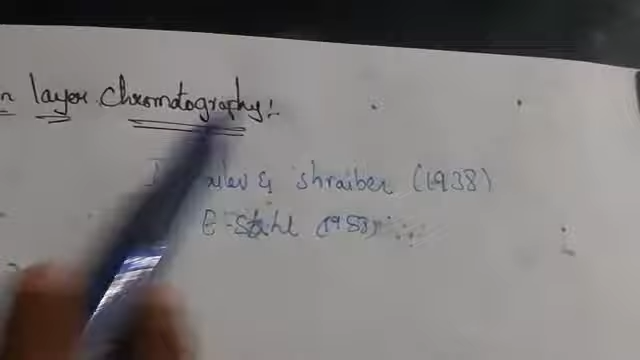 layer Chromatography:
& Shraiber (1938)
E-Stahl (1958)